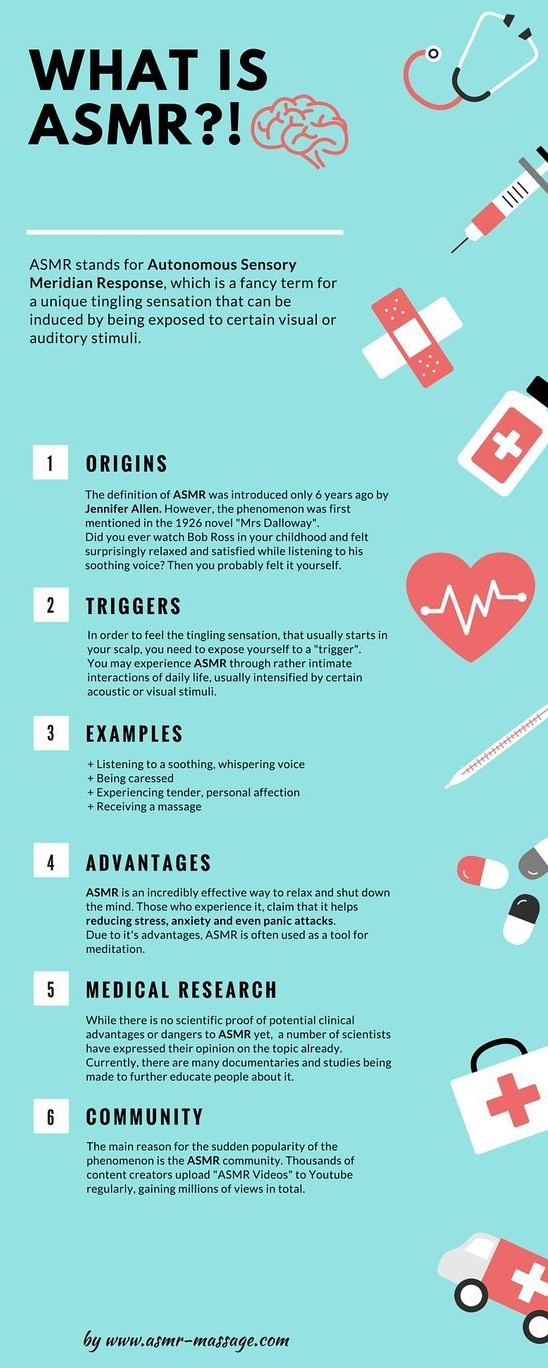 WHAT IS
ASMR?!
ASMR stands for Autonomous Sensory
Meridian Response, which is a fancy term for
a unique tingling sensation that can be
induced by being exposed to certain visual or
auditory stimuli.
1 ORIGINS
The definition of ASMR was introduced only 6 years ago by
Jennifer Allen. However, the phenomenon was first
mentioned in the 1926 novel "Mrs Dalloway".
Did you ever watch Bob Ross in your childhood and felt
surprisingly relaxed and satisfied while listening to his
soothing voice? Then you probably felt it yourself.
2 TRIGGERS
In order to feel the tingling sensation, that usually starts in
your scalp, you need to expose yourself to a "trigger".
You may experience ASMR through rather intimate
interactions of daily life, usually intensified by certain
acoustic or visual stimuli.
3 EXAMPLES
+ Listening to a soothing, whispering voice
+ Being caressed
+ Experiencing tender, personal affection
+ Receiving a massage
4 ADVANTAGES
ASMR is an incredibly effective way to relax and shut down
the mind. Those who experience it, claim that it helps
reducing stress, anxiety and even panic attacks.
Due to it's advantages, ASMR is often used as a tool for
meditation.
5 MEDICAL RESEARCH
While there is no scientific proof of potential clinical
advantages or dangers to ASMR yet, a number of scientists
have expressed their opinion on the topic already.
Currently, there are many documentaries and studies being
made to further educate people about it.
6 COMMUNITY
The main reason for the sudden popularity of the
phenomenon is the ASMR community. Thousands of
content creators upload "ASMR Videos" to Youtube
regularly, gaining millions of views in total.
by www.asmr-massage.com